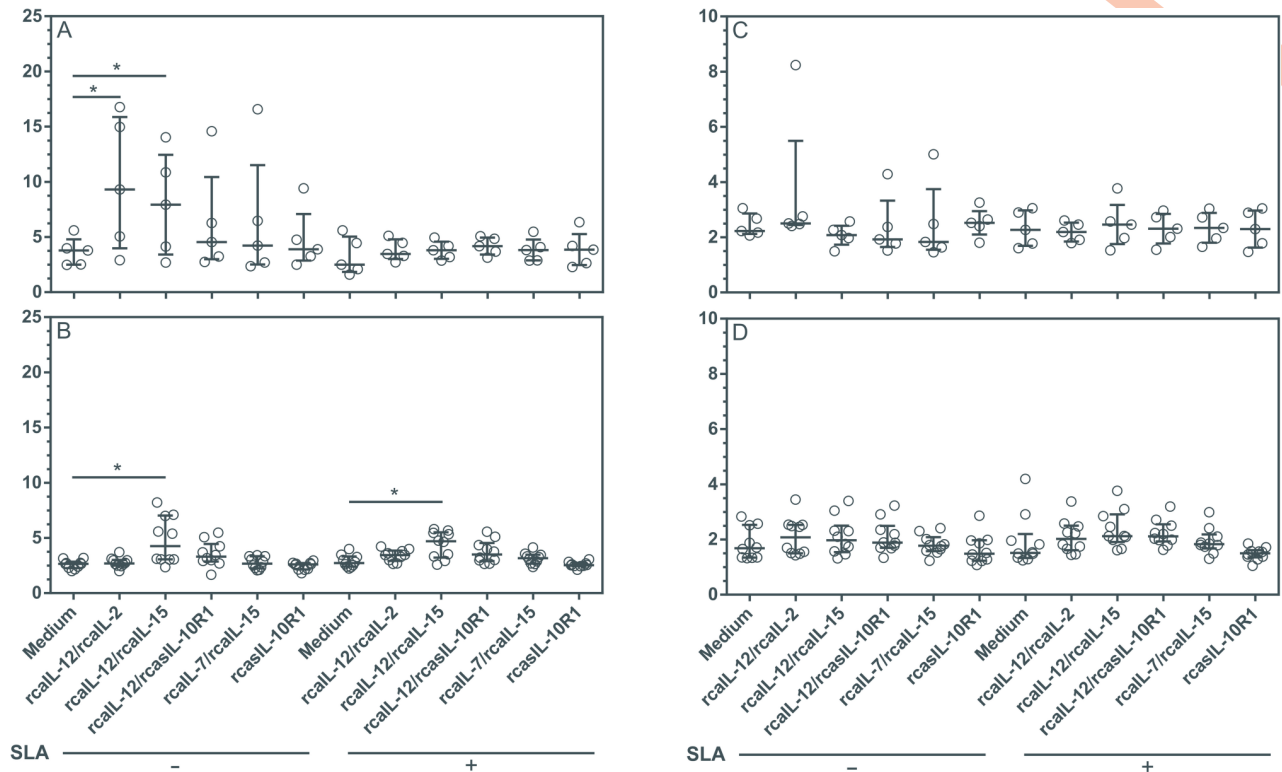 A
25
20
15
10
5
0
*
*
C
10
8
6
4
2
0
B
25
20
15
10
5
0
*
*
D
10
8
6
4
2
0
Medium
rcaIL-12/rcaIL-2
rcaIL-12/rcaIL-15
rcaIL-12/rcasIL-10R1
rcaIL-7/rcaIL-15
rcasIL-10R1
Medium
rcaIL-12/rcaIL-2
rcaIL-12/rcaIL-15
rcaIL-12/rcasIL-10R1
rcaIL-7/rcaIL-15
rcasIL-10R1
SLA
–
+
Medium
rcaIL-12/rcaIL-2
rcaIL-12/rcaIL-15
rcaIL-12/rcasIL-10R1
rcaIL-7/rcaIL-15
rcasIL-10R1
Medium
rcaIL-12/rcaIL-2
rcaIL-12/rcaIL-15
rcaIL-12/rcasIL-10R1
rcaIL-7/rcaIL-15
rcasIL-10R1
SLA
–
+